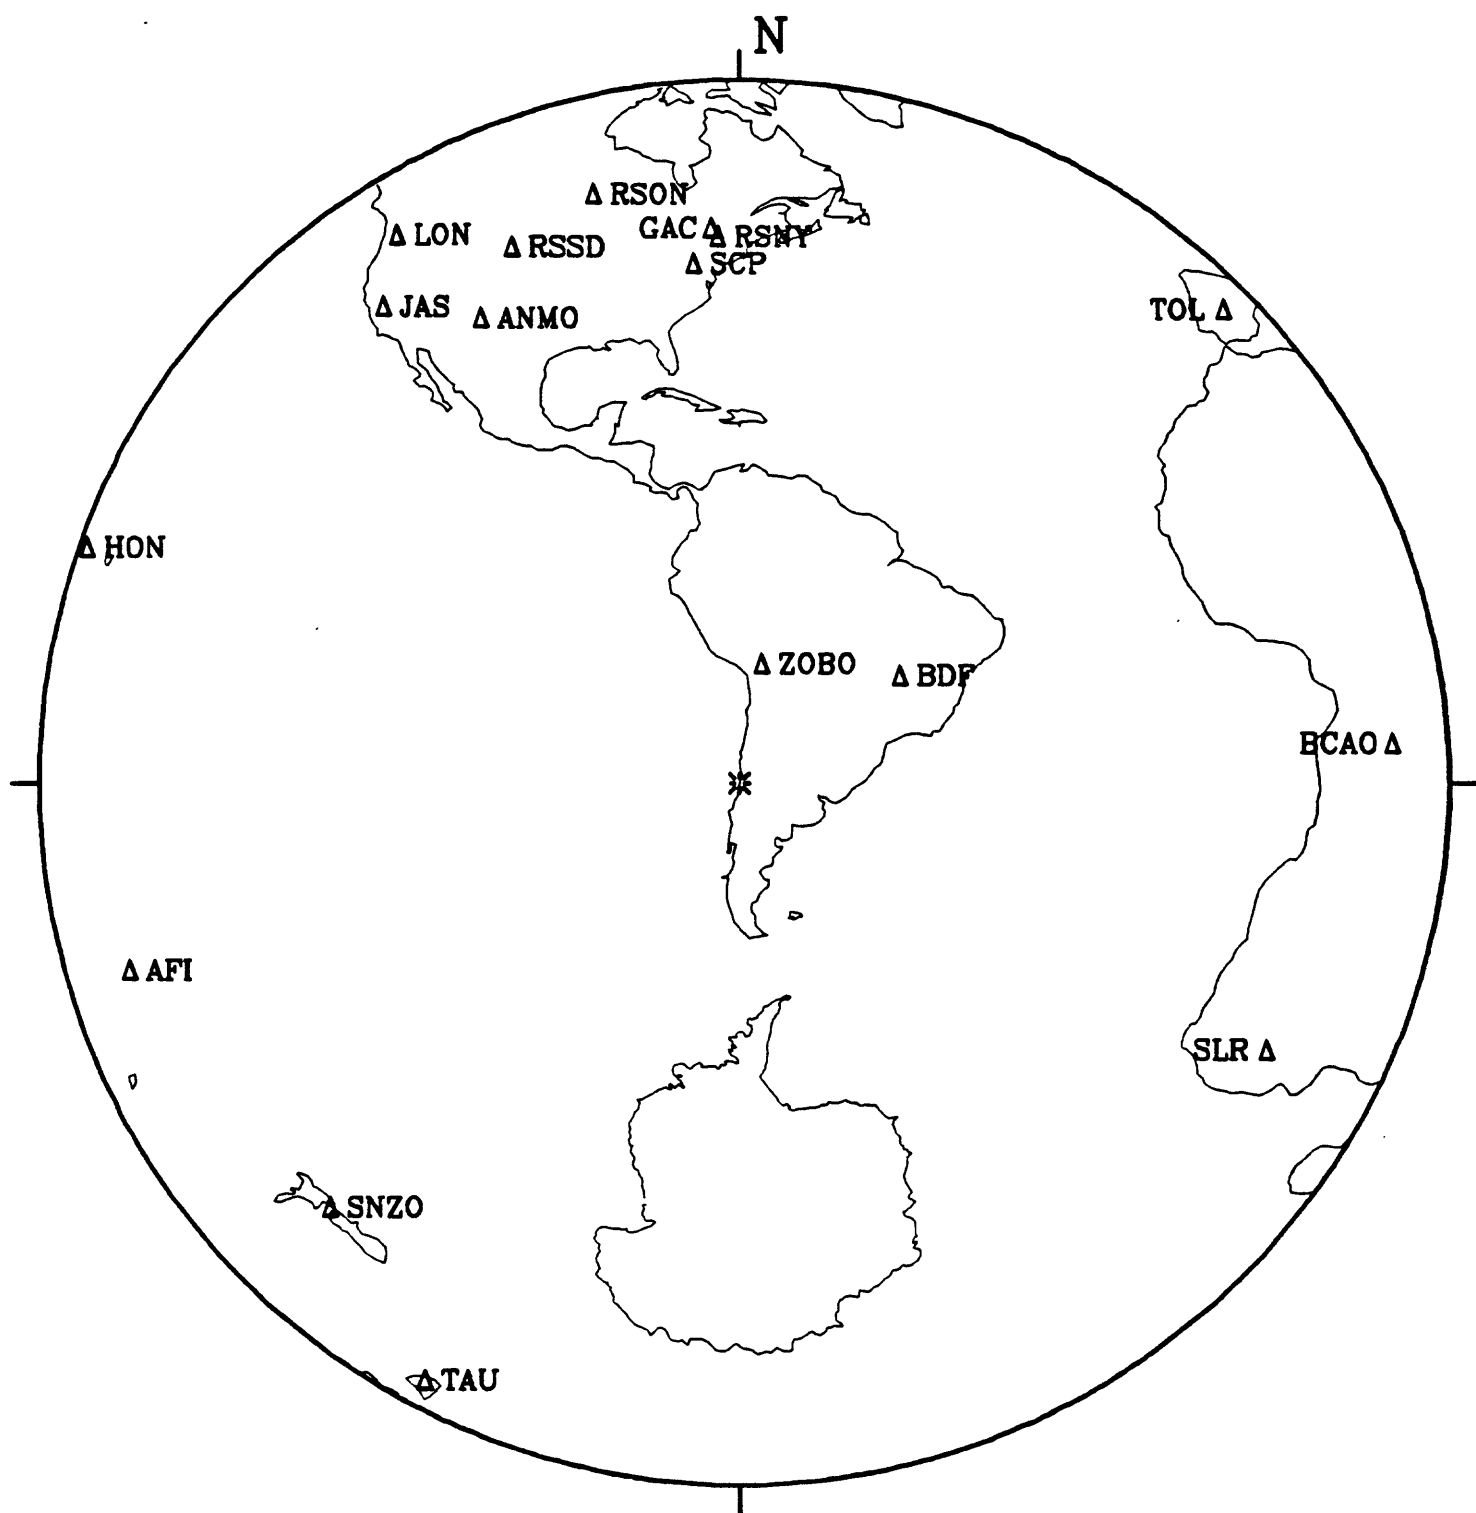 N
RSON
GAC
RSNY
LON
RSSD
SCP
JAS
ANMO
TOL
HON
ZOBO
BDF
BCAO
AFI
SLR
SNZO
TAU